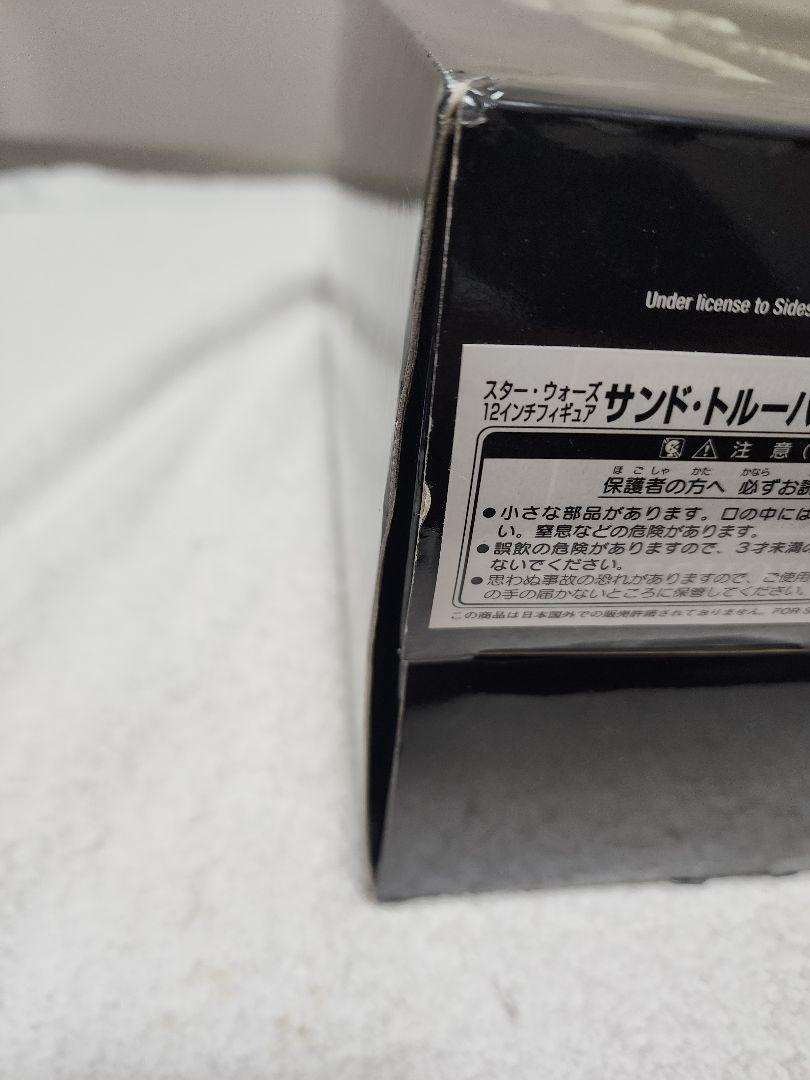 Under license to Sides
スター・ウォーズ
12インチフィギュア
サンド・トルーパ
注 意 (
ほ ご しゃ かた かなら
保護者の方へ 必ずお読
●小さな部品があります。口の中には
い。窒息などの危険があります。
●誤飲の危険がありますので、3才未満の
ないでください。
●思わぬ事故の恐れがありますので、ご使用
の手の届かないところに保管してください。
この商品は日本国外での販売許諾されておりません。FOR S